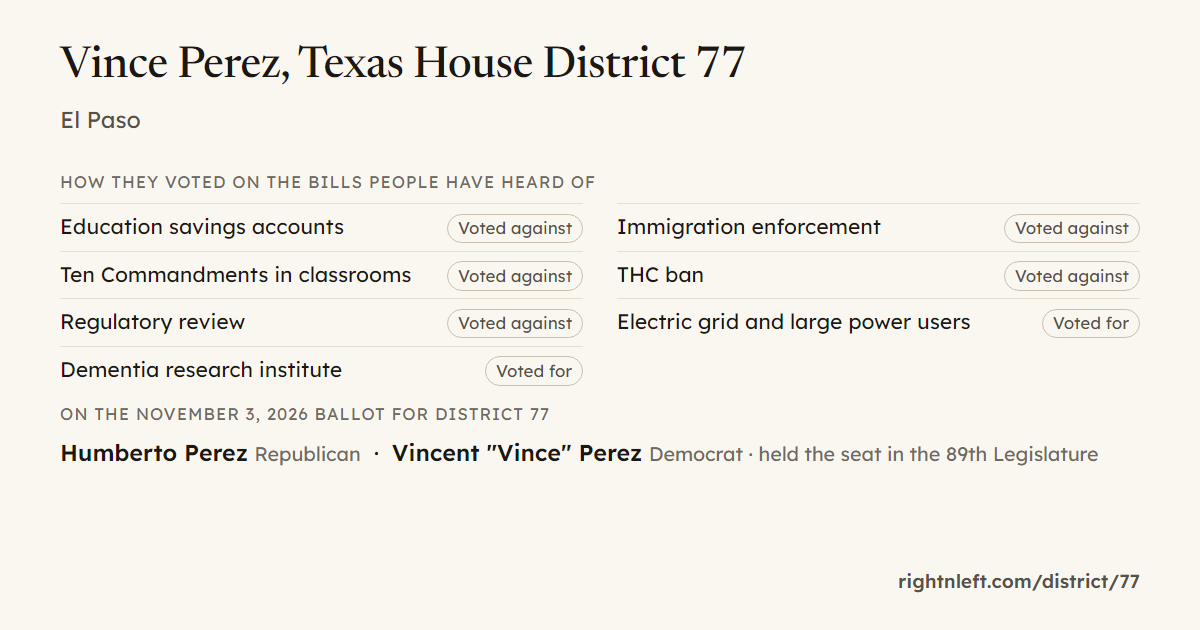 Vince Perez, Texas House District 77
El Paso
HOW THEY VOTED ON THE BILLS PEOPLE HAVE HEARD OF
Education savings accounts Voted against
Immigration enforcement Voted against
Ten Commandments in classrooms Voted against
THC ban Voted against
Regulatory review Voted against
Electric grid and large power users Voted for
Dementia research institute Voted for
ON THE NOVEMBER 3, 2026 BALLOT FOR DISTRICT 77
Humberto Perez Republican · Vincent "Vince" Perez Democrat · held the seat in the 89th Legislature
rightnleft.com/district/77